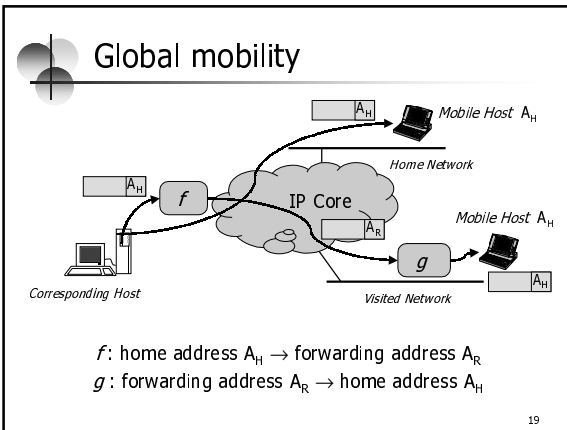 Global mobility
A_H
Mobile Host A_H
Home Network
A_H
f
IP Core
A_R
Mobile Host A_H
g
A_H
Corresponding Host
Visited Network
f : home address A_H → forwarding address A_R
g : forwarding address A_R → home address A_H
19